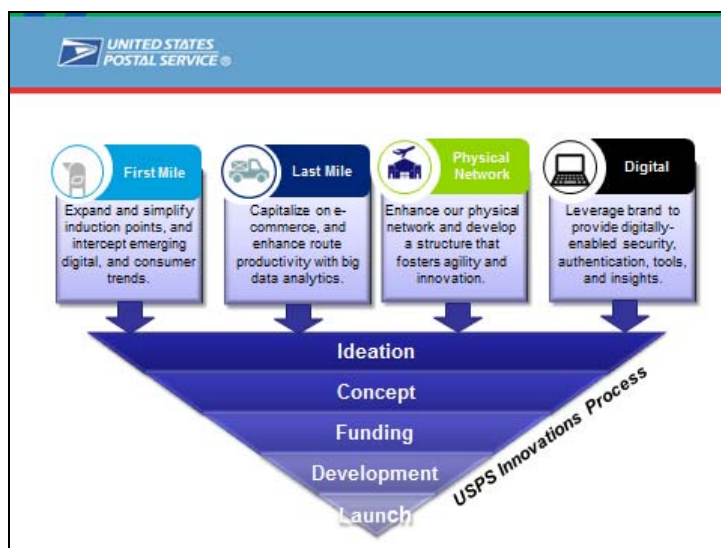 UNITED STATES
POSTAL SERVICE ®
First Mile
Expand and simplify
induction points, and
intercept emerging
digital, and consumer
trends.
Last Mile
Capitalize on e-
commerce, and
enhance route
productivity with big
data analytics.
Physical
Network
Enhance our physical
network and develop
a structure that
fosters agility and
innovation.
Digital
Leverage brand to
provide digitally-
enabled security,
authentication, tools,
and insights.
Ideation
Concept
Funding
Development
Launch
USPS Innovations Process